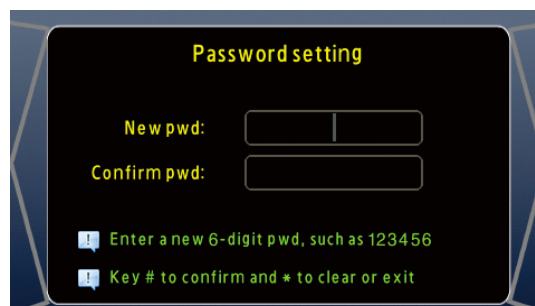 Password setting
New pwd:
Confirm pwd:
Enter a new 6-digit pwd, such as 123456
Key # to confirm and * to clear or exit